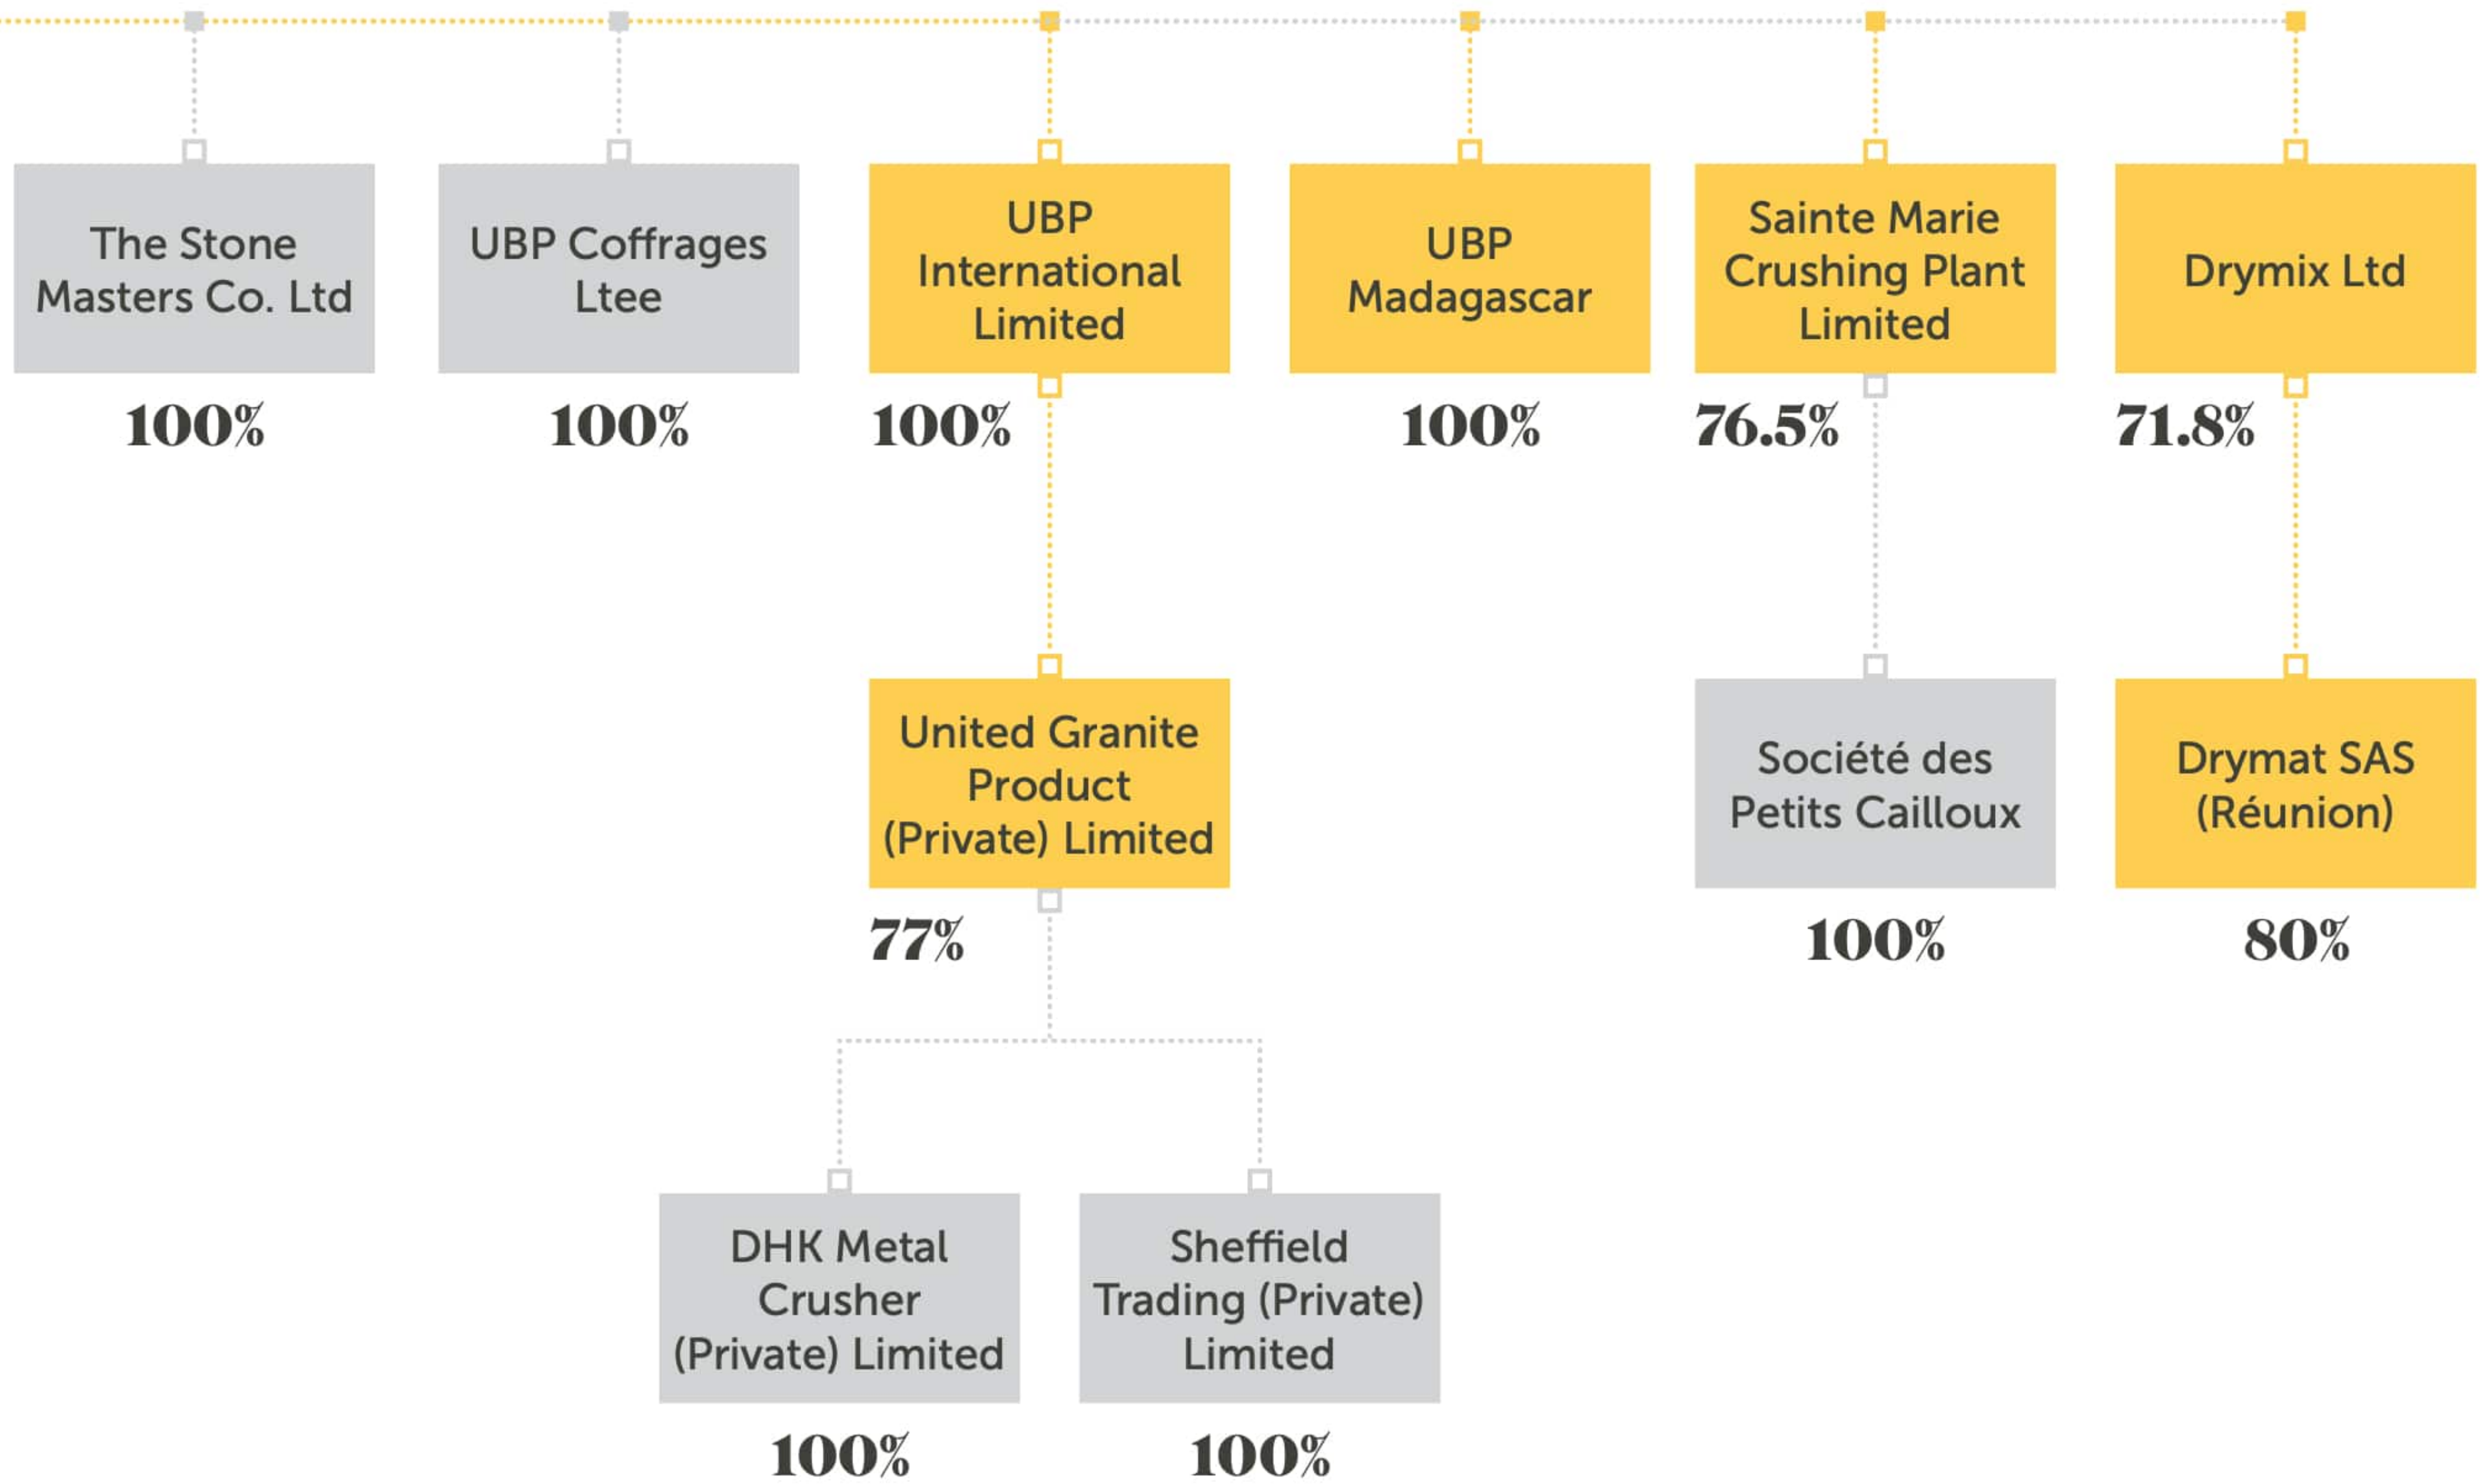 The Stone
Masters Co. Ltd
100%
UBP Coffrages
Ltee
100%
UBP
International
Limited
100%
UBP
Madagascar
100%
Sainte Marie
Crushing Plant
Limited
76.5%
Drymix Ltd
71.8%
United Granite
Product
(Private) Limited
77%
Société des
Petits Cailloux
100%
Drymat SAS
(Réunion)
80%
DHK Metal
Crusher
(Private) Limited
100%
Sheffield
Trading (Private)
Limited
100%